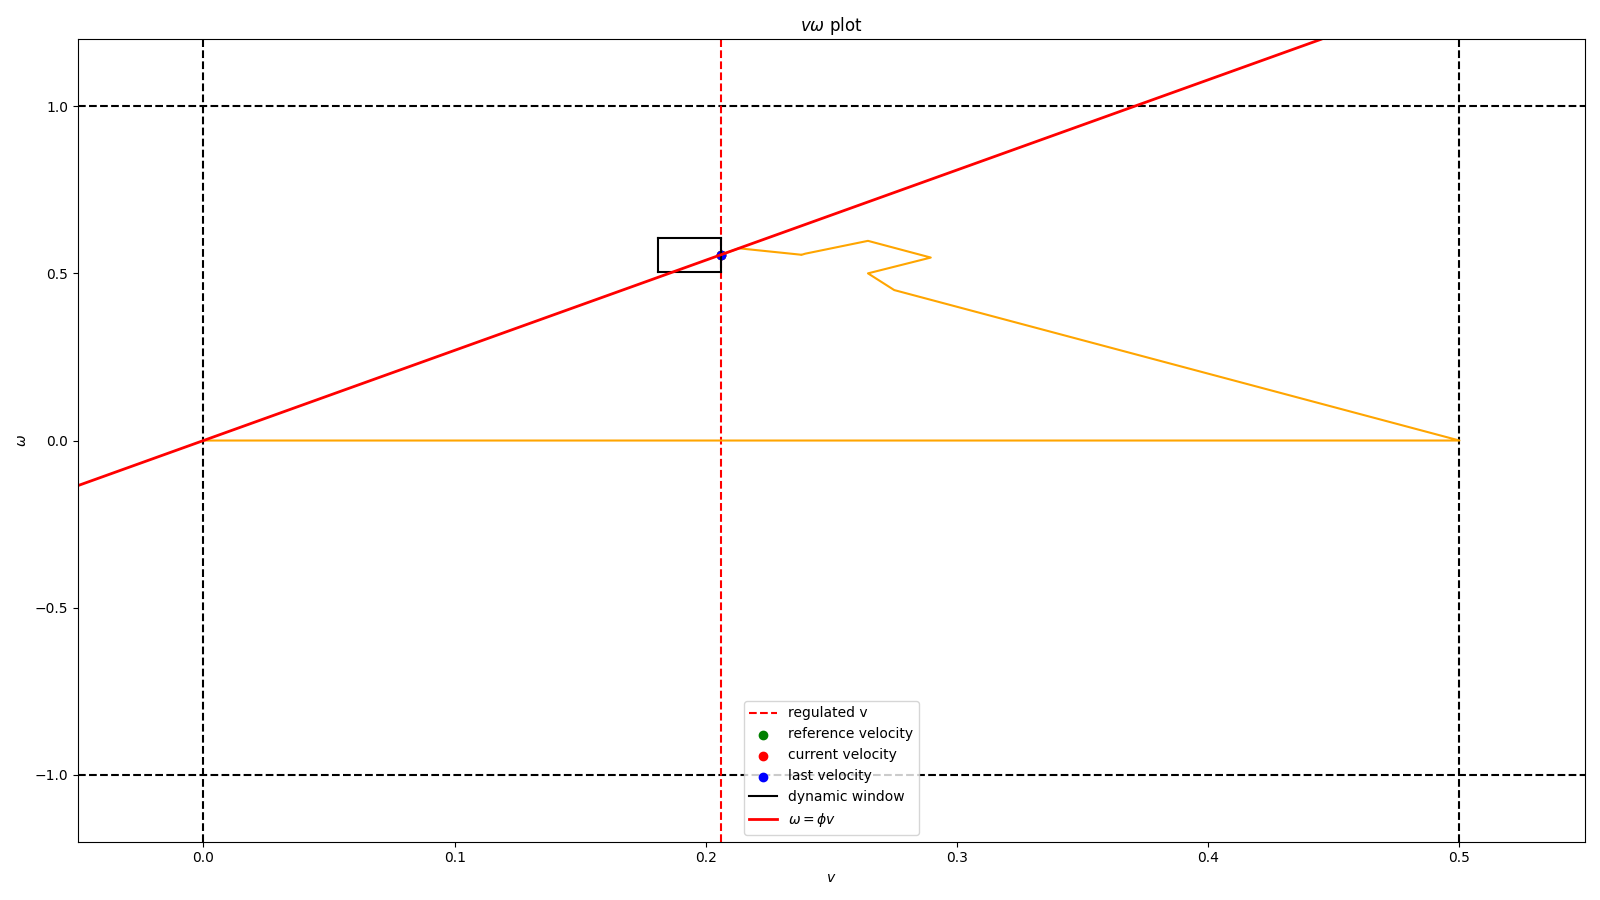 vω plot
1.0
0.5
0.0
−0.5
−1.0
ω
regulated v
reference velocity
current velocity
last velocity
dynamic window
ω = ϕv
0.0 0.1 0.2 0.3 0.4 0.5
v